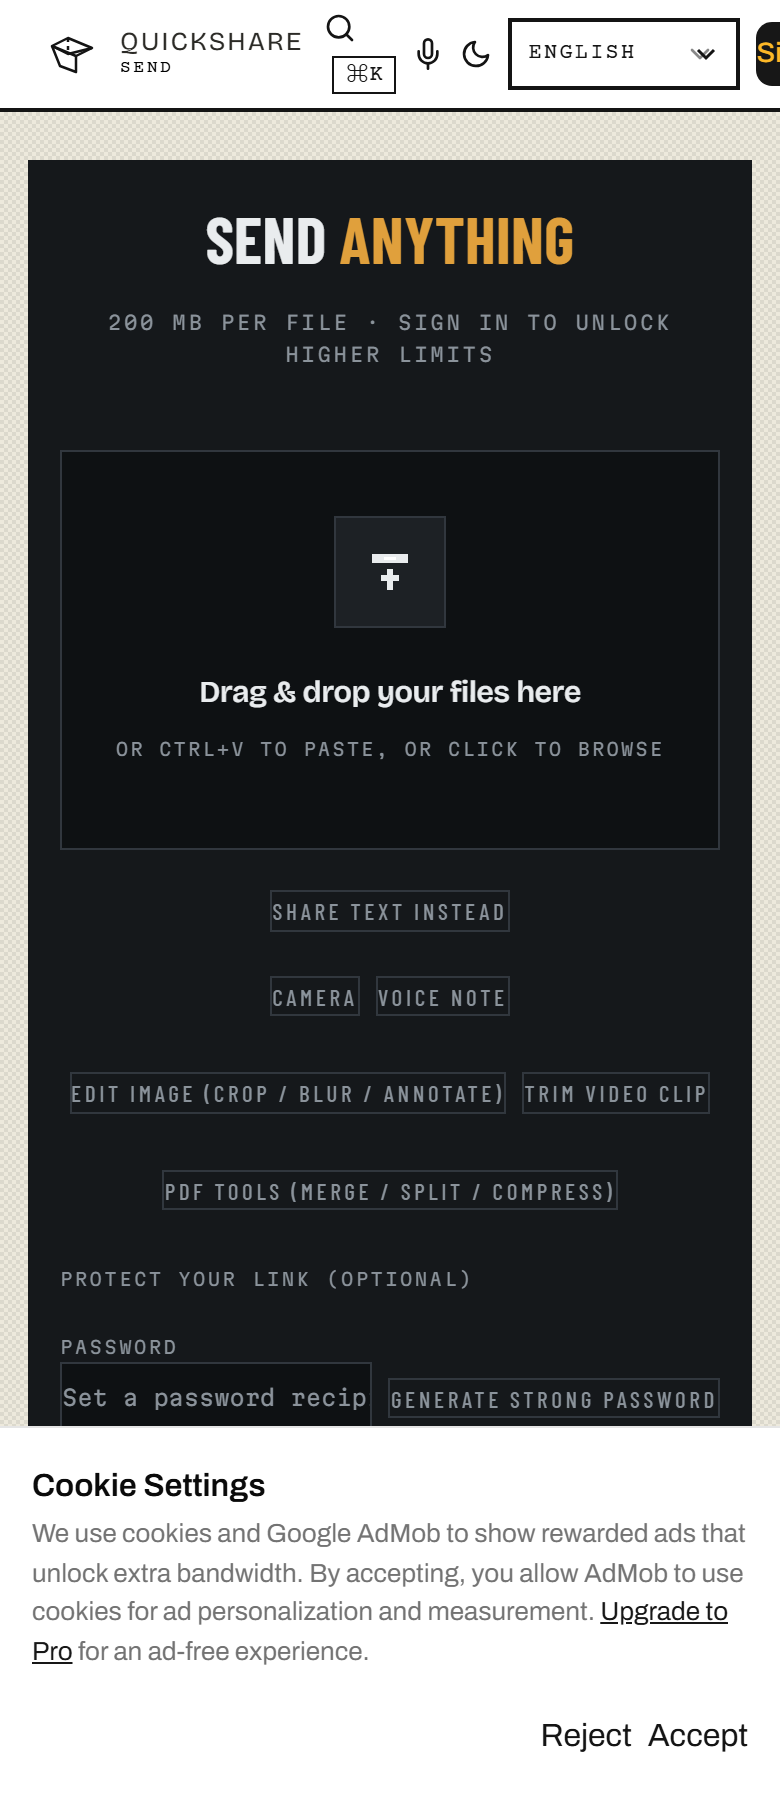 QUICKSHARE
SEND
⌘K
ENGLISH
Si
SEND ANYTHING
200 MB PER FILE · SIGN IN TO UNLOCK
HIGHER LIMITS
Drag & drop your files here
OR CTRL+V TO PASTE, OR CLICK TO BROWSE
SHARE TEXT INSTEAD
CAMERA VOICE NOTE
EDIT IMAGE (CROP / BLUR / ANNOTATE) TRIM VIDEO CLIP
PDF TOOLS (MERGE / SPLIT / COMPRESS)
PROTECT YOUR LINK (OPTIONAL)
PASSWORD
Set a password recip GENERATE STRONG PASSWORD
Cookie Settings
We use cookies and Google AdMob to show rewarded ads that
unlock extra bandwidth. By accepting, you allow AdMob to use
cookies for ad personalization and measurement. Upgrade to
Pro for an ad-free experience.
Reject Accept